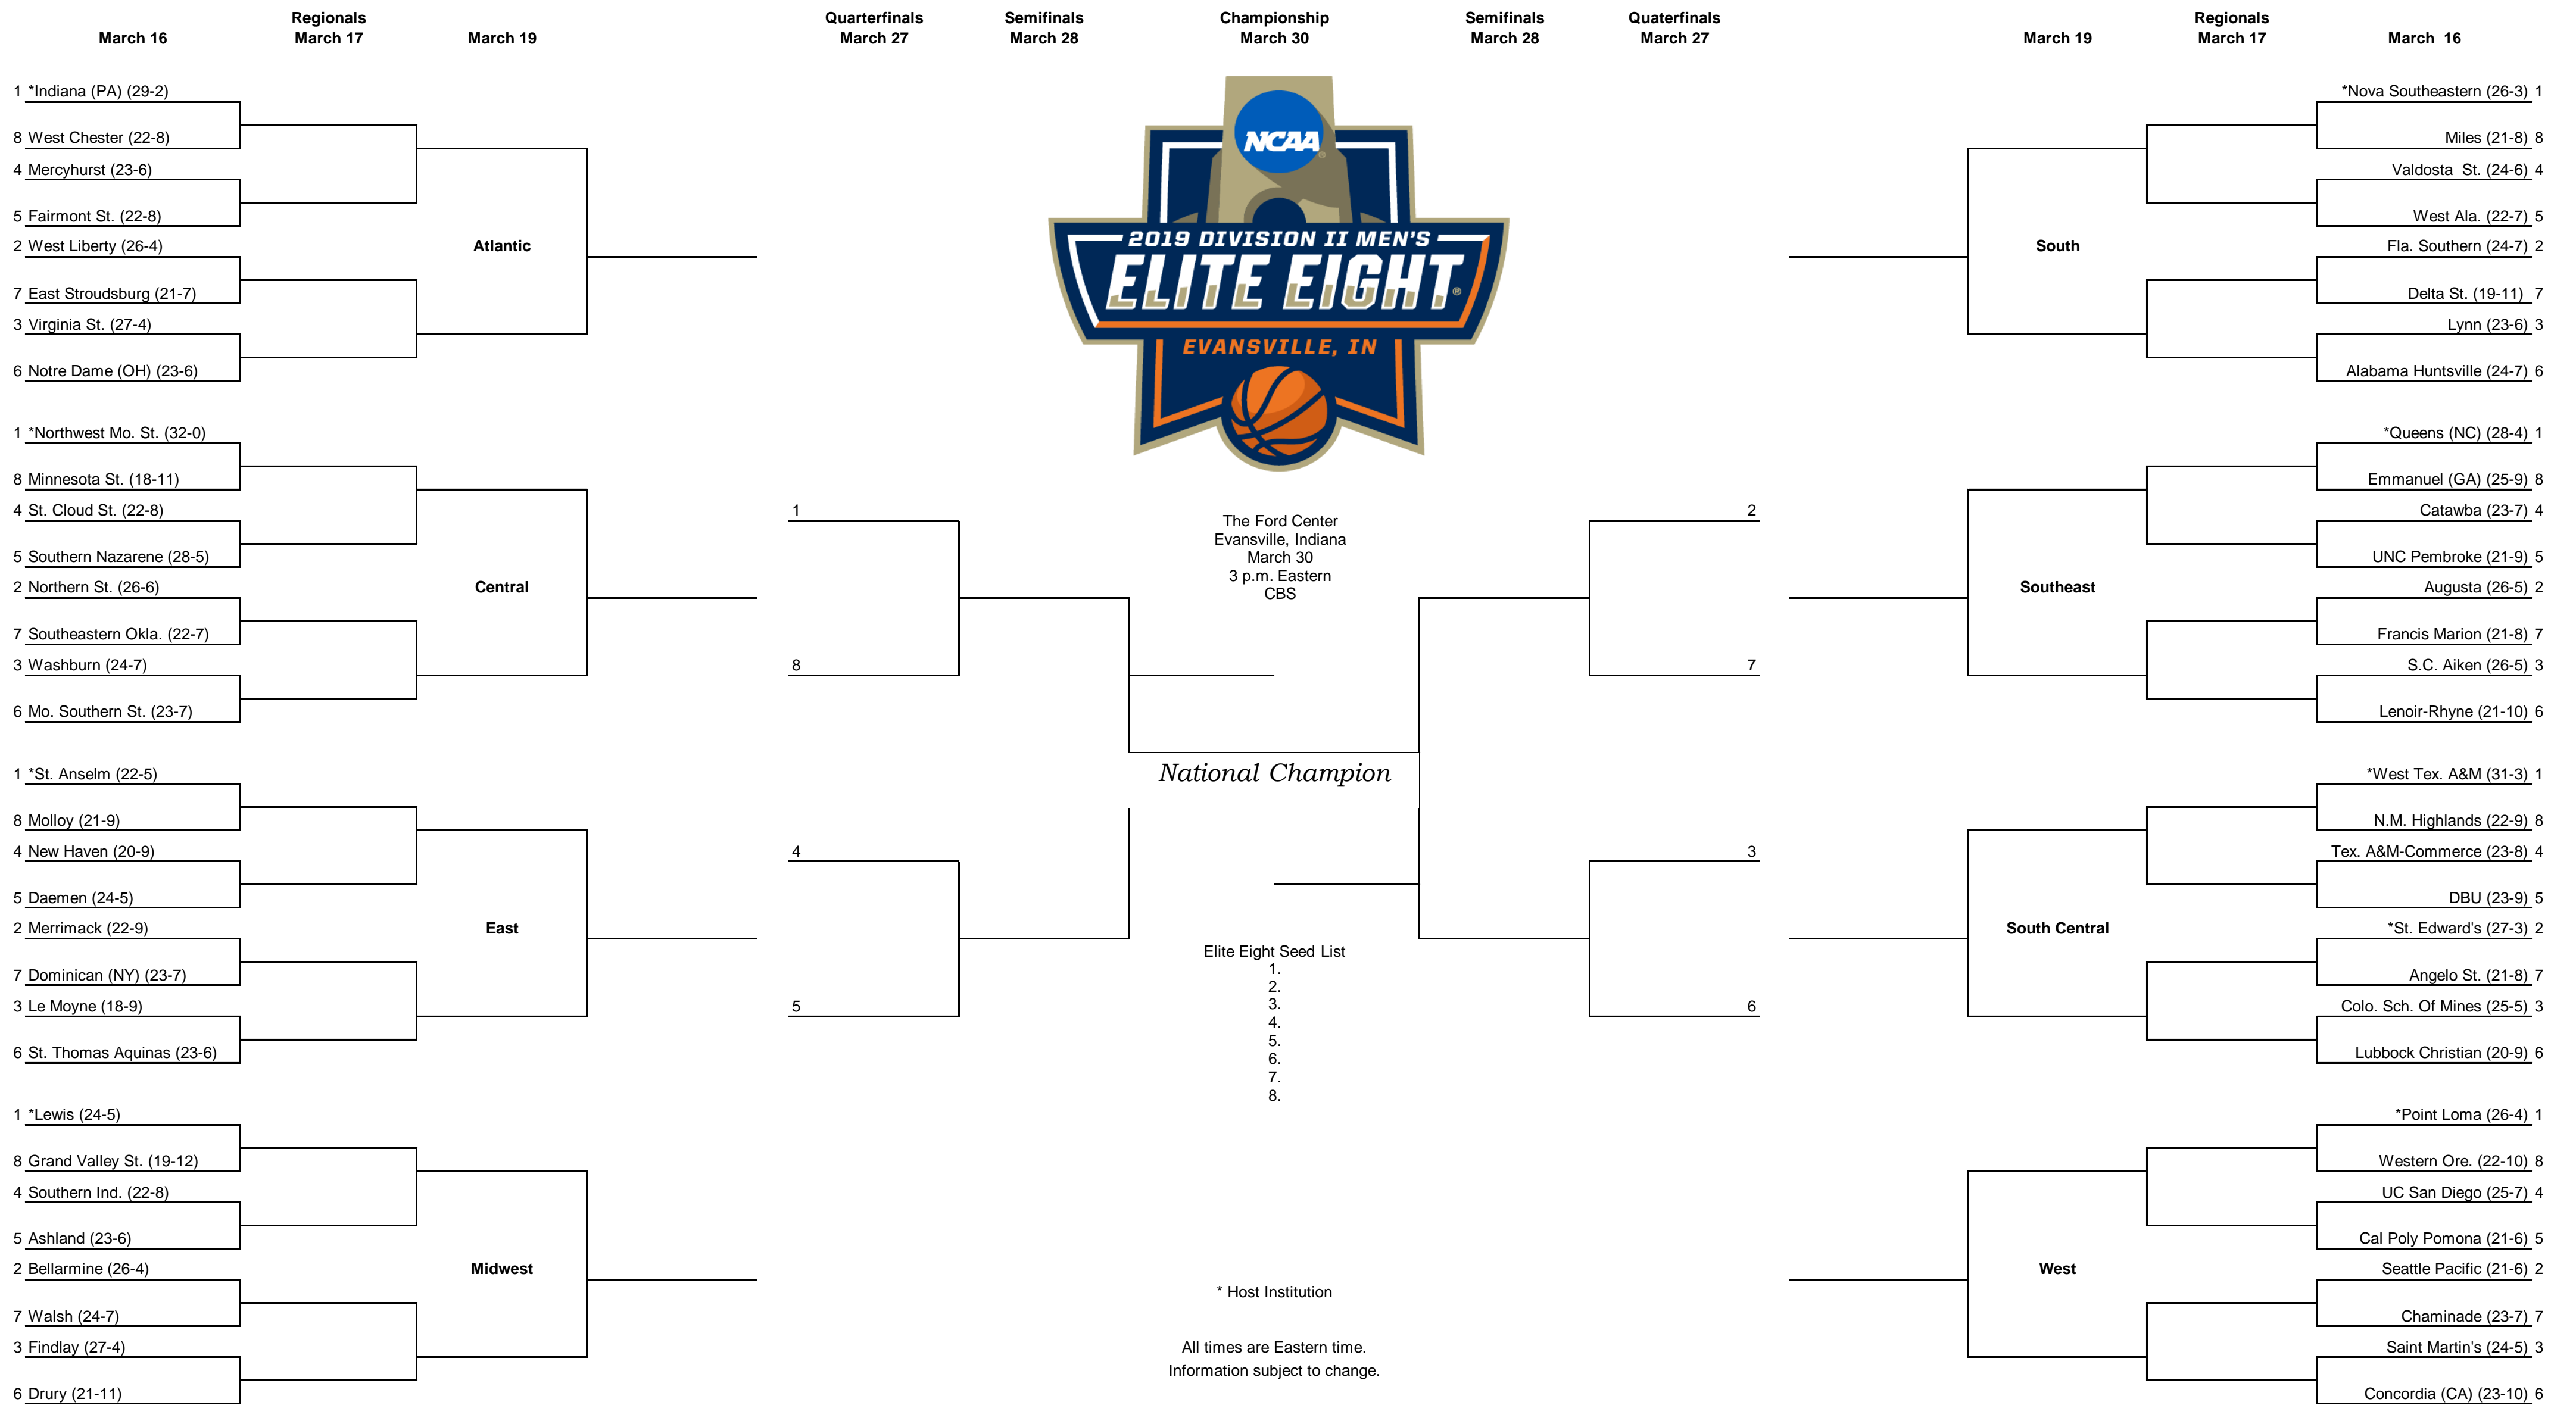 Regionals Quarterfinals Semifinals Championship Semifinals Quaterfinals Regionals
March 16 March 17 March 19 March 27 March 28 March 30 March 28 March 27 March 19 March 17 March  16
1 *Indiana (PA) (29-2)
8 West Chester (22-8)
4 Mercyhurst (23-6)
5 Fairmont St. (22-8)
2 West Liberty (26-4)
Atlantic
7 East Stroudsburg (21-7)
3 Virginia St. (27-4)
6 Notre Dame (OH) (23-6)
1 *Northwest Mo. St. (32-0)
8 Minnesota St. (18-11)
4 St. Cloud St. (22-8)
5 Southern Nazarene (28-5)
2 Northern St. (26-6)
Central
7 Southeastern Okla. (22-7)
3 Washburn (24-7)
6 Mo. Southern St. (23-7)
1 *St. Anselm (22-5)
8 Molloy (21-9)
4 New Haven (20-9)
5 Daemen (24-5)
2 Merrimack (22-9)
East
7 Dominican (NY) (23-7)
3 Le Moyne (18-9)
6 St. Thomas Aquinas (23-6)
1 *Lewis (24-5)
8 Grand Valley St. (19-12)
4 Southern Ind. (22-8)
5 Ashland (23-6)
2 Bellarmine (26-4)
Midwest
7 Walsh (24-7)
3 Findlay (27-4)
6 Drury (21-11)
1
8
4
5
NCAA
®
2019 DIVISION II MEN'S
ELITE EIGHT®
EVANSVILLE, IN
The Ford Center
Evansville, Indiana
March 30
3 p.m. Eastern
CBS
National Champion
Elite Eight Seed List
1.
2.
3.
4.
5.
6.
7.
8.
* Host Institution
All times are Eastern time.
Information subject to change.
2
7
3
6
*Nova Southeastern (26-3) 1
Miles (21-8) 8
Valdosta  St. (24-6) 4
West Ala. (22-7) 5
South
Fla. Southern (24-7) 2
Delta St. (19-11) 7
Lynn (23-6) 3
Alabama Huntsville (24-7) 6
*Queens (NC) (28-4) 1
Emmanuel (GA) (25-9) 8
Catawba (23-7) 4
UNC Pembroke (21-9) 5
Southeast
Augusta (26-5) 2
Francis Marion (21-8) 7
S.C. Aiken (26-5) 3
Lenoir-Rhyne (21-10) 6
*West Tex. A&M (31-3) 1
N.M. Highlands (22-9) 8
Tex. A&M-Commerce (23-8) 4
DBU (23-9) 5
South Central
*St. Edward's (27-3) 2
Angelo St. (21-8) 7
Colo. Sch. Of Mines (25-5) 3
Lubbock Christian (20-9) 6
*Point Loma (26-4) 1
Western Ore. (22-10) 8
UC San Diego (25-7) 4
Cal Poly Pomona (21-6) 5
West
Seattle Pacific (21-6) 2
Chaminade (23-7) 7
Saint Martin's (24-5) 3
Concordia (CA) (23-10) 6